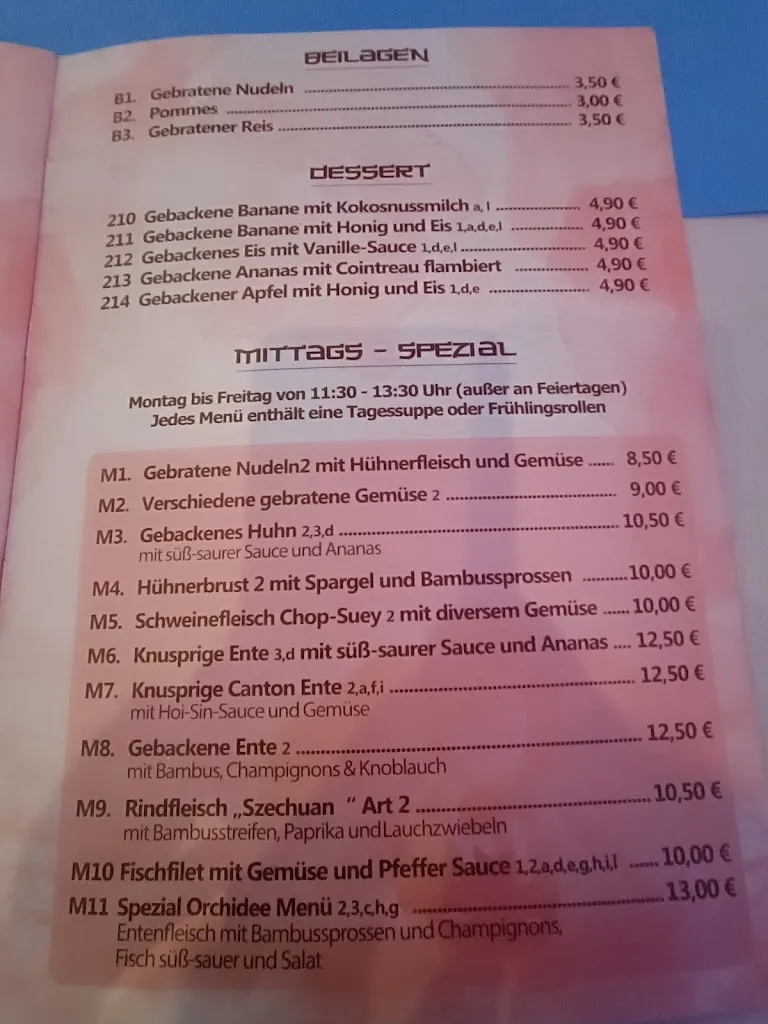 BEILAGEN
B1. Gebratene Nudeln ........ 3,50 €
B2. Pommes ........ 3,00 €
B3. Gebratener Reis ........ 3,50 €
DESSERT
210 Gebackene Banane mit Kokosnussmilch a, l ........ 4,90 €
211 Gebackene Banane mit Honig und Eis 1,a,d,e,l ........ 4,90 €
212 Gebackenes Eis mit Vanille-Sauce 1,d,e,l ........ 4,90 €
213 Gebackene Ananas mit Cointreau flambiert ........ 4,90 €
214 Gebackener Apfel mit Honig und Eis 1,d,e ........ 4,90 €
MITTAGS - SPEZIAL
Montag bis Freitag von 11:30 - 13:30 Uhr (außer an Feiertagen)
Jedes Menü enthält eine Tagessuppe oder Frühlingsrollen
M1. Gebratene Nudeln2 mit Hühnerfleisch und Gemüse ...... 8,50 €
M2. Verschiedene gebratene Gemüse 2 ........ 9,00 €
M3. Gebackenes Huhn 2,3,d ........ 10,50 €
mit süß-saurer Sauce und Ananas
M4. Hühnerbrust 2 mit Spargel und Bambussprossen ........ 10,00 €
M5. Schweinefleisch Chop-Suey 2 mit diversem Gemüse ...... 10,00 €
M6. Knusprige Ente 3,d mit süß-saurer Sauce und Ananas .... 12,50 €
M7. Knusprige Canton Ente 2,a,f,i ........ 12,50 €
mit Hoi-Sin-Sauce und Gemüse
M8. Gebackene Ente 2 ........ 12,50 €
mit Bambus, Champignons & Knoblauch
M9. Rindfleisch „Szechuan “ Art 2 ........ 10,50 €
mit Bambusstreifen, Paprika und Lauchzwiebeln
M10 Fischfilet mit Gemüse und Pfeffer Sauce 1,2,a,d,e,g,h,i,l ...... 10,00 €
M11 Spezial Orchidee Menü 2,3,c,h,g ........ 13,00 €
Entenfleisch mit Bambussprossen und Champignons,
Fisch süß-sauer und Salat